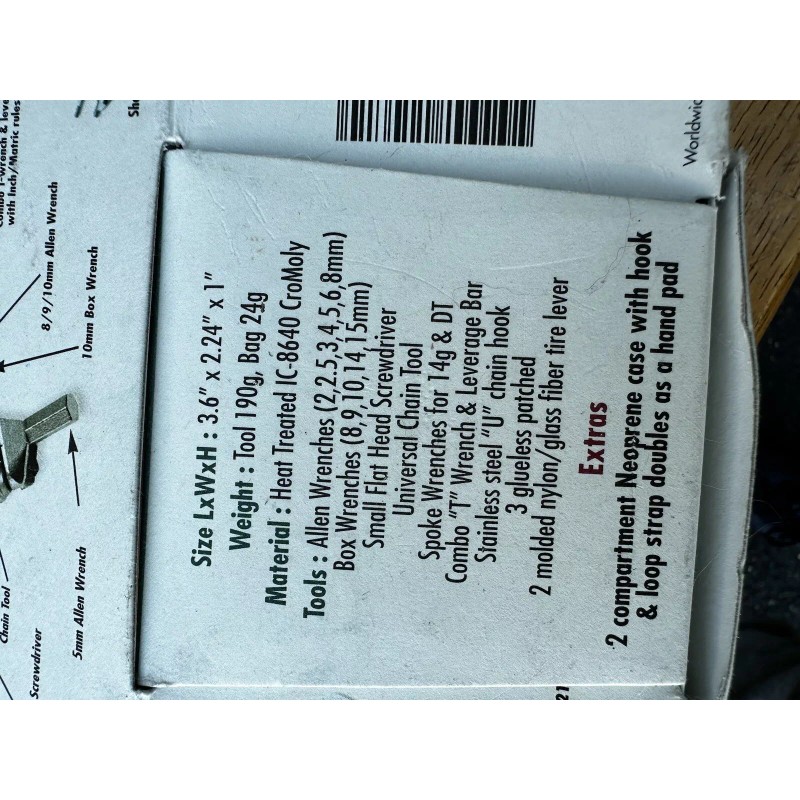 Size LxWxH : 3.6" x 2.24" x 1"
Weight : Tool 190g, Bag 24g
Material : Heat Treated IC-8640 CroMoly
Tools : Allen Wrenches (2,2.5,3,4,5,6,8mm)
Box Wrenches (8,9,10,14,15mm)
Small Flat Head Screwdriver
Universal Chain Tool
Spoke Wrenches for 14g & DT
Combo "T" Wrench & Leverage Bar
Stainless steel "U" chain hook
3 glueless patched
2 molded nylon/glass fiber tire lever
Extras
2 compartment Neoprene case with hook
& loop strap doubles as a hand pad
with Inch/Matric rules
8/9/10mm Allen Wrench
10mm Box Wrench
5mm Allen Wrench
Chain Tool
Screwdriver